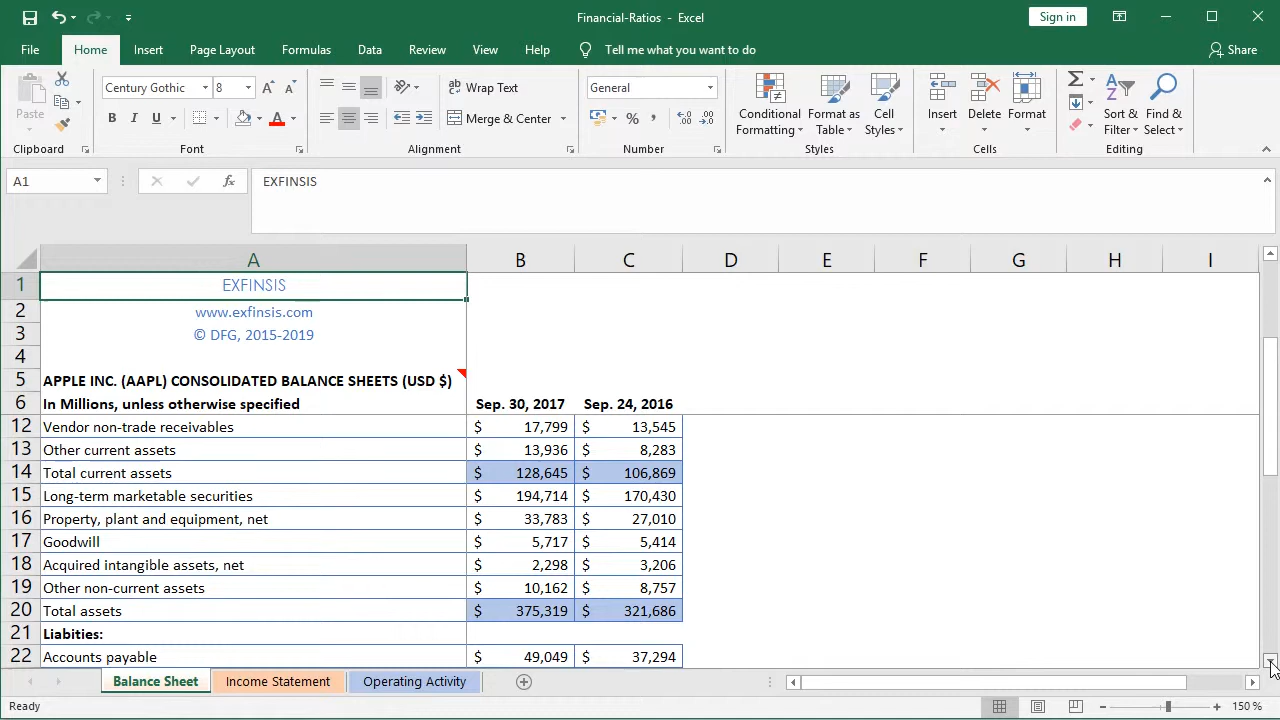 Financial-Ratios - Excel
Sign in
File Home Insert Page Layout Formulas Data Review View Help Tell me what you want to do Share
Paste
Century Gothic 8
B I U A
Wrap Text
Merge & Center
General
$ % ,
Conditional Formatting
Format as Table
Cell Styles
Insert Delete Format
Sort & Filter
Find & Select
Clipboard Font Alignment Number Styles Cells Editing
A1 fx EXFINSIS
A B C D E F G H I
1 EXFINSIS
2 www.exfinsis.com
3 © DFG, 2015-2019
4
5 APPLE INC. (AAPL) CONSOLIDATED BALANCE SHEETS (USD $)
6 In Millions, unless otherwise specified Sep. 30, 2017 Sep. 24, 2016
12 Vendor non-trade receivables $ 17,799 $ 13,545
13 Other current assets $ 13,936 $ 8,283
14 Total current assets $ 128,645 $ 106,869
15 Long-term marketable securities $ 194,714 $ 170,430
16 Property, plant and equipment, net $ 33,783 $ 27,010
17 Goodwill $ 5,717 $ 5,414
18 Acquired intangible assets, net $ 2,298 $ 3,206
19 Other non-current assets $ 10,162 $ 8,757
20 Total assets $ 375,319 $ 321,686
21 Liabities:
22 Accounts payable $ 49,049 $ 37,294
Balance Sheet Income Statement Operating Activity
Ready 150 %